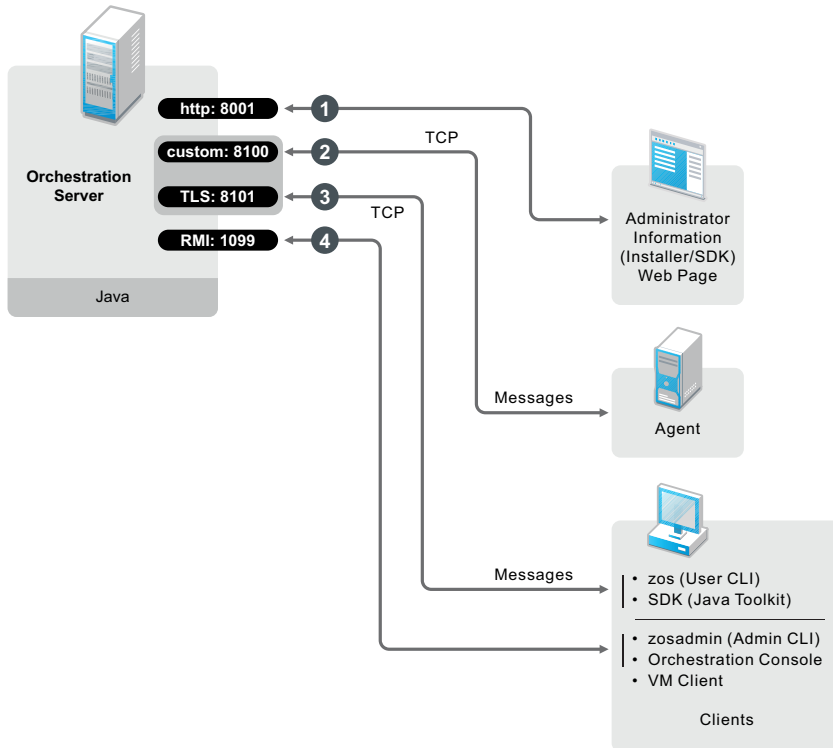 http: 8001
1
custom: 8100
2
TCP
Orchestration
Server
TLS: 8101
3
TCP
RMI: 1099
4
Java
Administrator
Information
(Installer/SDK)
Web Page
Messages
Agent
Messages
• zos (User CLI)
• SDK (Java Toolkit)
• zosadmin (Admin CLI)
• Orchestration Console
• VM Client
Clients